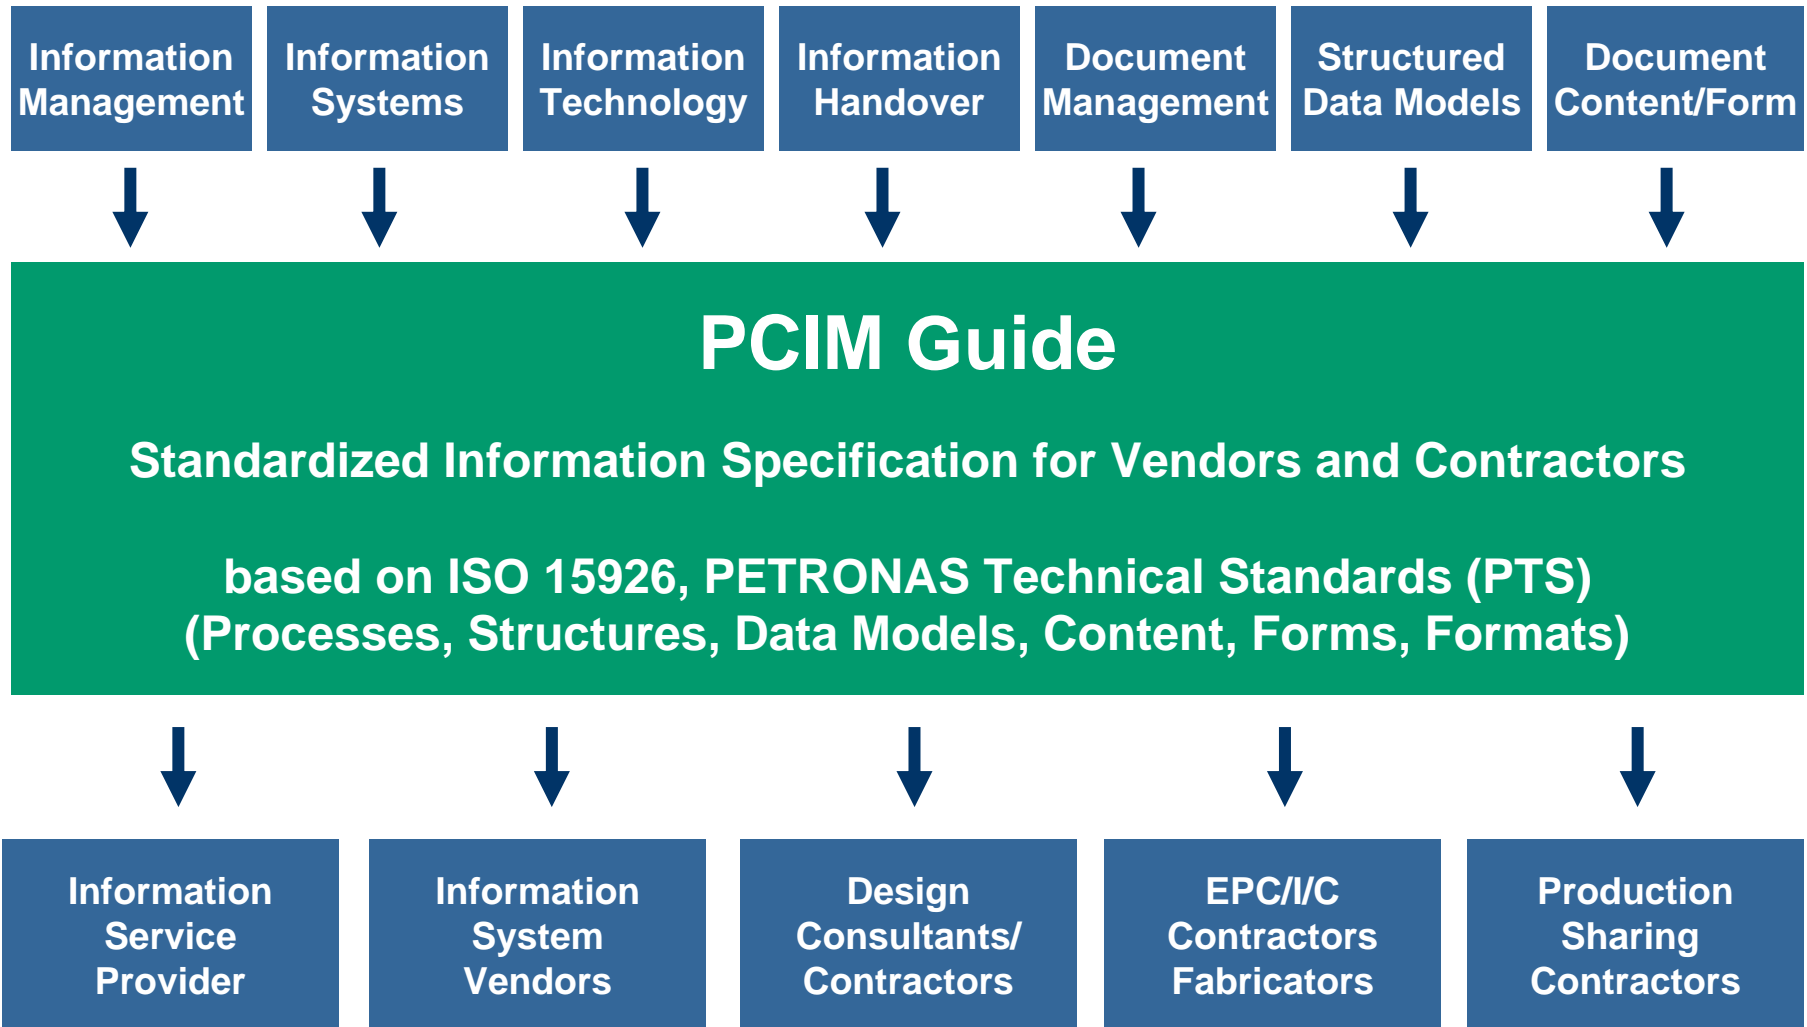 Information
Management
Information
Systems
Information
Technology
Information
Handover
Document
Management
Structured
Data Models
Document
Content/Form
PCIM Guide
Standardized Information Specification for Vendors and Contractors
based on ISO 15926, PETRONAS Technical Standards (PTS)
(Processes, Structures, Data Models, Content, Forms, Formats)
Information
Service
Provider
Information
System
Vendors
Design
Consultants/
Contractors
EPC/I/C
Contractors
Fabricators
Production
Sharing
Contractors